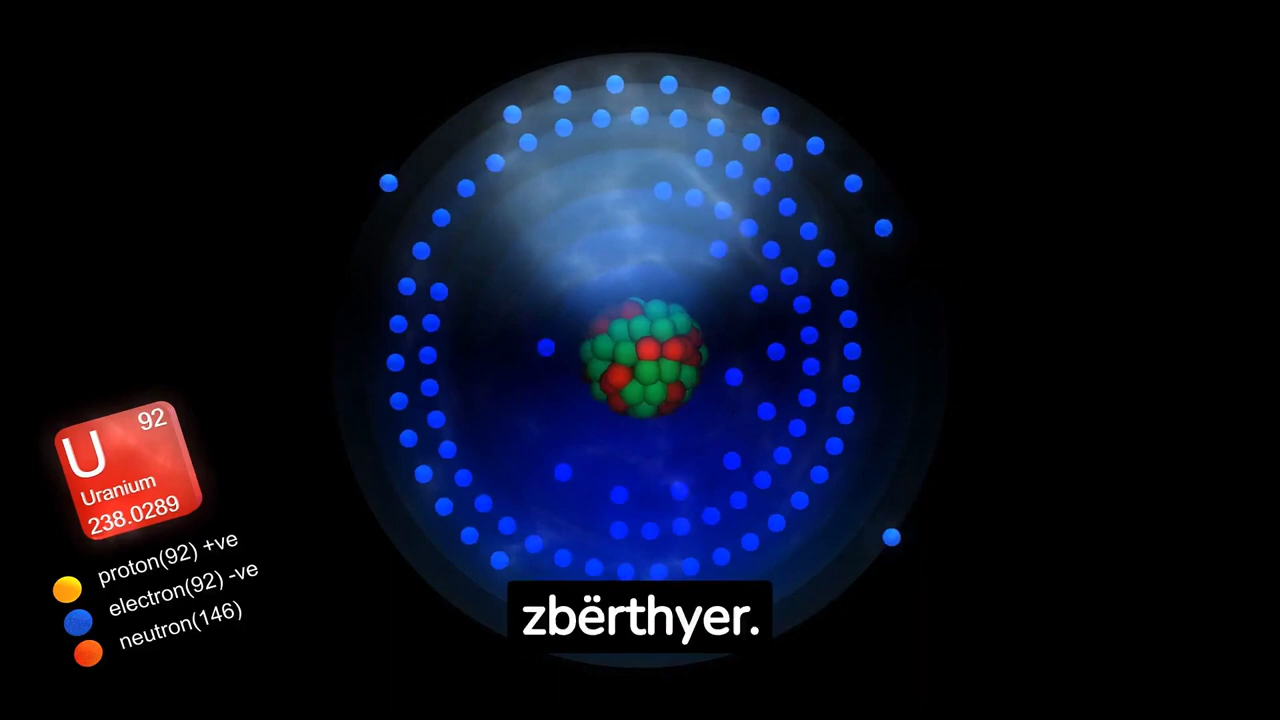 92
U
Uranium
238.0289
proton(92) +ve
electron(92) -ve
neutron(146)
zbërthyer.